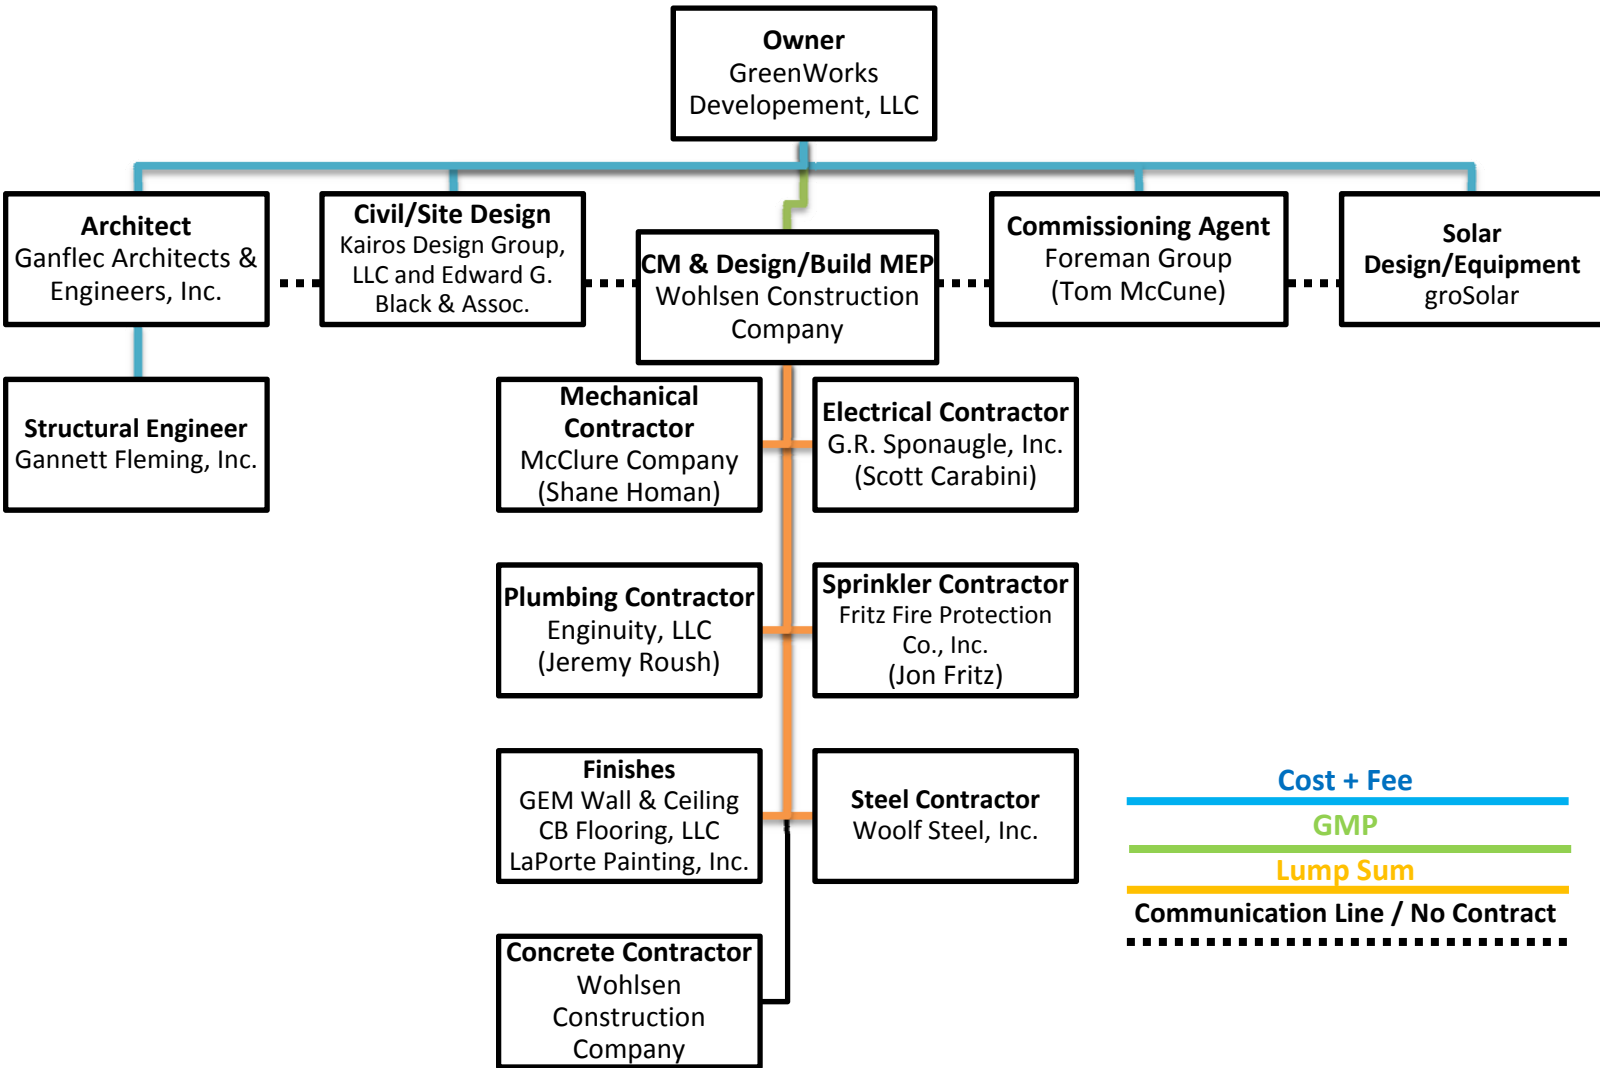 Owner
GreenWorks
Developement, LLC
Architect
Ganflec Architects &
Engineers, Inc.
Civil/Site Design
Kairos Design Group,
LLC and Edward G.
Black & Assoc.
CM & Design/Build MEP
Wohlsen Construction
Company
Commissioning Agent
Foreman Group
(Tom McCune)
Solar
Design/Equipment
groSolar
Structural Engineer
Gannett Fleming, Inc.
Mechanical
Contractor
McClure Company
(Shane Homan)
Electrical Contractor
G.R. Sponaugle, Inc.
(Scott Carabini)
Plumbing Contractor
Enginuity, LLC
(Jeremy Roush)
Sprinkler Contractor
Fritz Fire Protection
Co., Inc.
(Jon Fritz)
Finishes
GEM Wall & Ceiling
CB Flooring, LLC
LaPorte Painting, Inc.
Steel Contractor
Woolf Steel, Inc.
Concrete Contractor
Wohlsen
Construction
Company
Cost + Fee
GMP
Lump Sum
Communication Line / No Contract